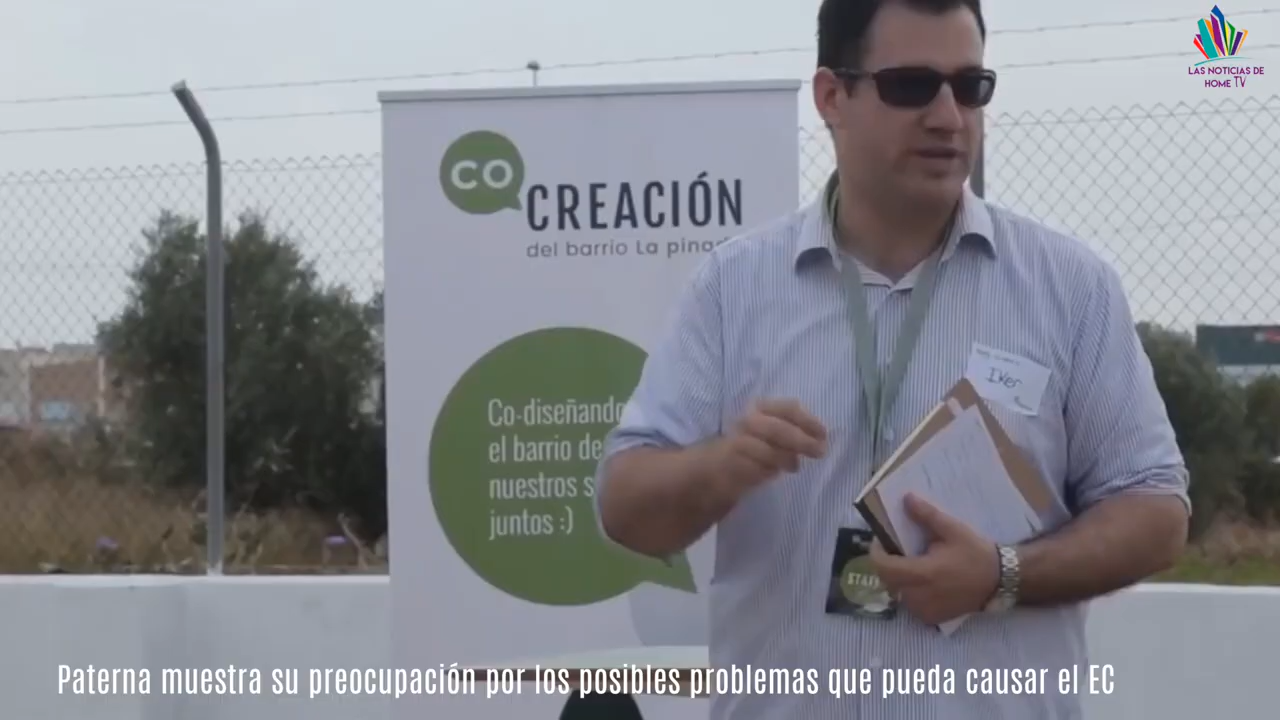 LAS NOTICIAS DE
HOME TV
CO
CREACIÓN
del barrio La
Co-diseñando
el barrio de
nuestros
juntos :)
Iker
STAFF
Paterna muestra su preocupación por los posibles problemas que pueda causar el EC